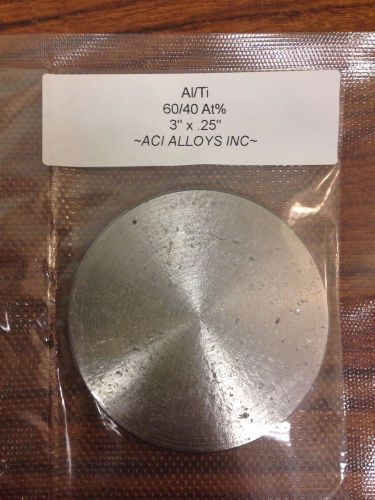 Al/Ti
60/40 At%
3" x .25"
~ACI ALLOYS INC~